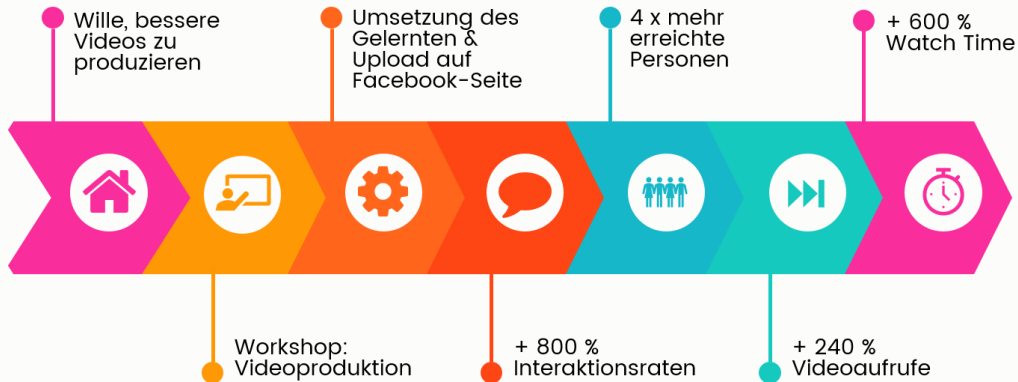 Wille, bessere
Videos zu
produzieren
Workshop:
Videoproduktion
Umsetzung des
Gelernten &
Upload auf
Facebook-Seite
+ 800 %
Interaktionsraten
4 x mehr
erreichte
Personen
+ 240 %
Videoaufrufe
+ 600 %
Watch Time